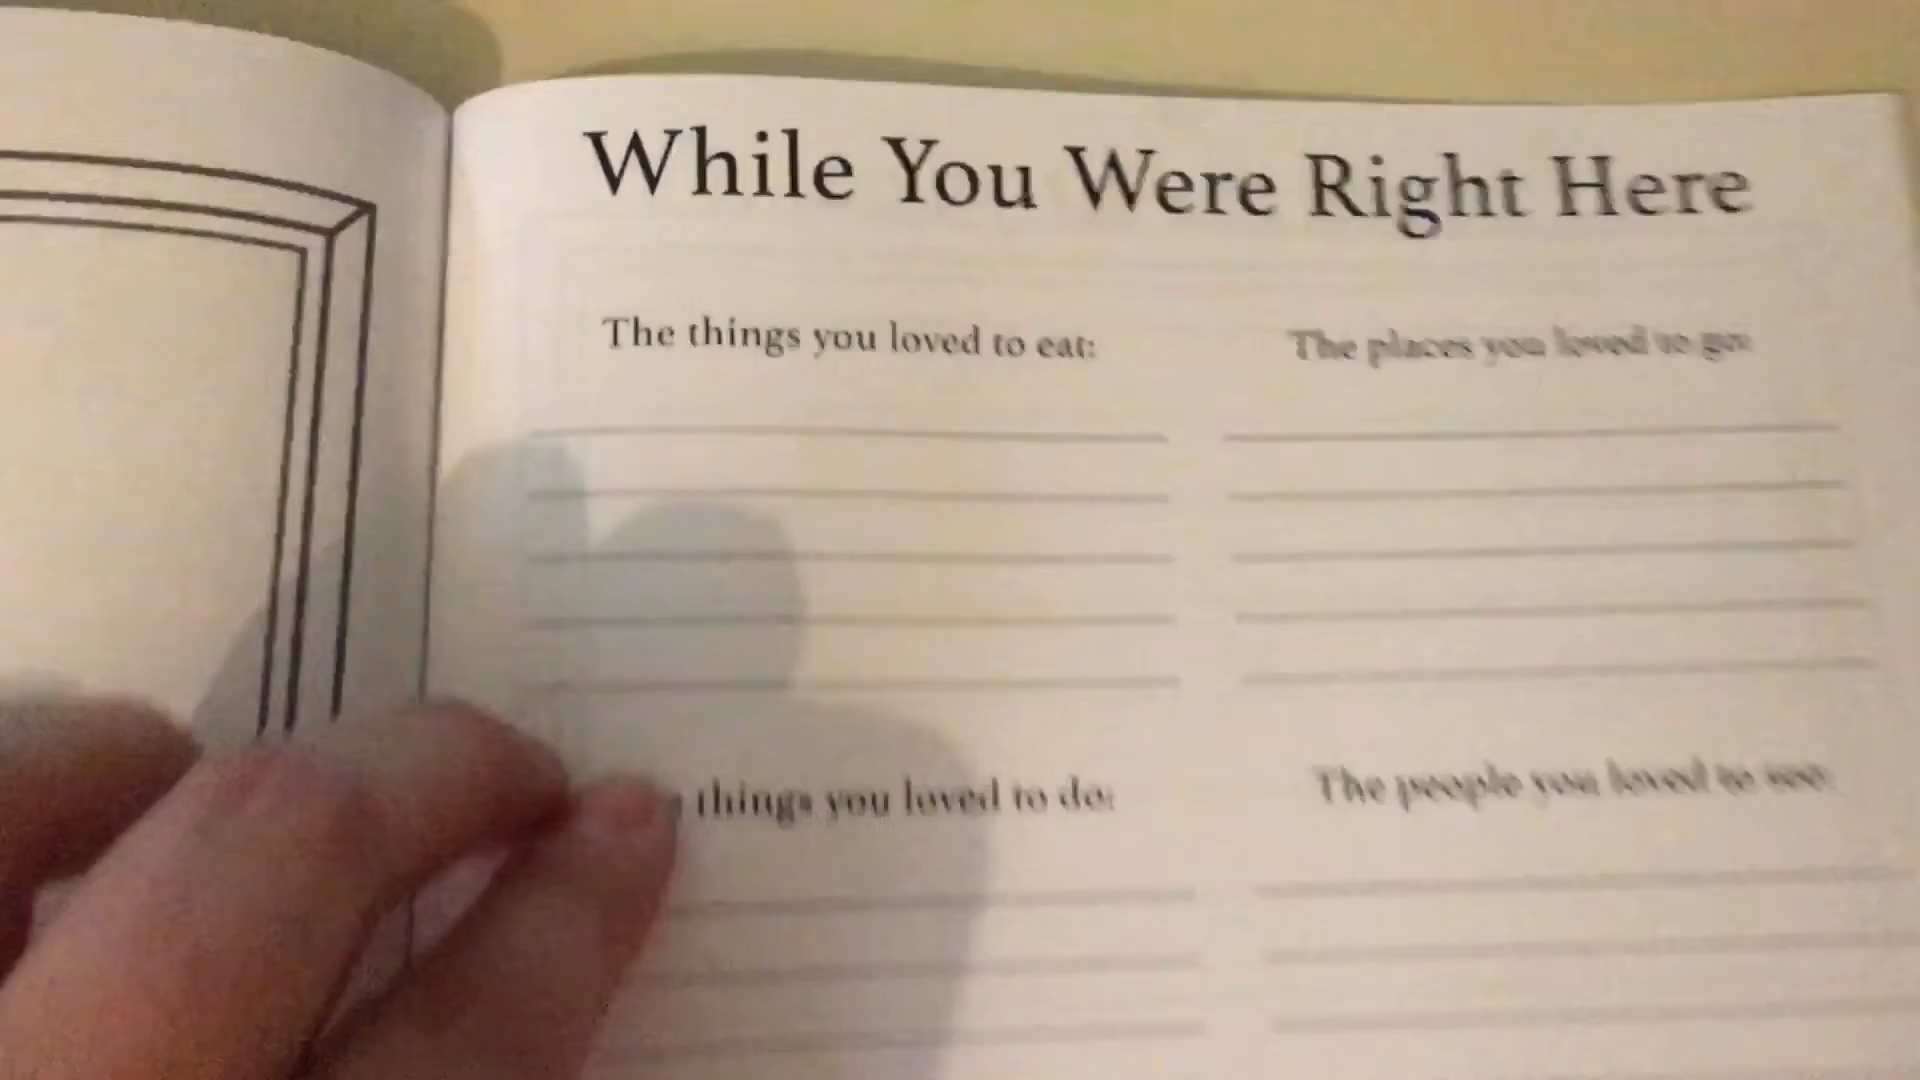 While You Were Right Here
The things you loved to eat:
The places you loved to go:
things you loved to do:
The people you loved to see: